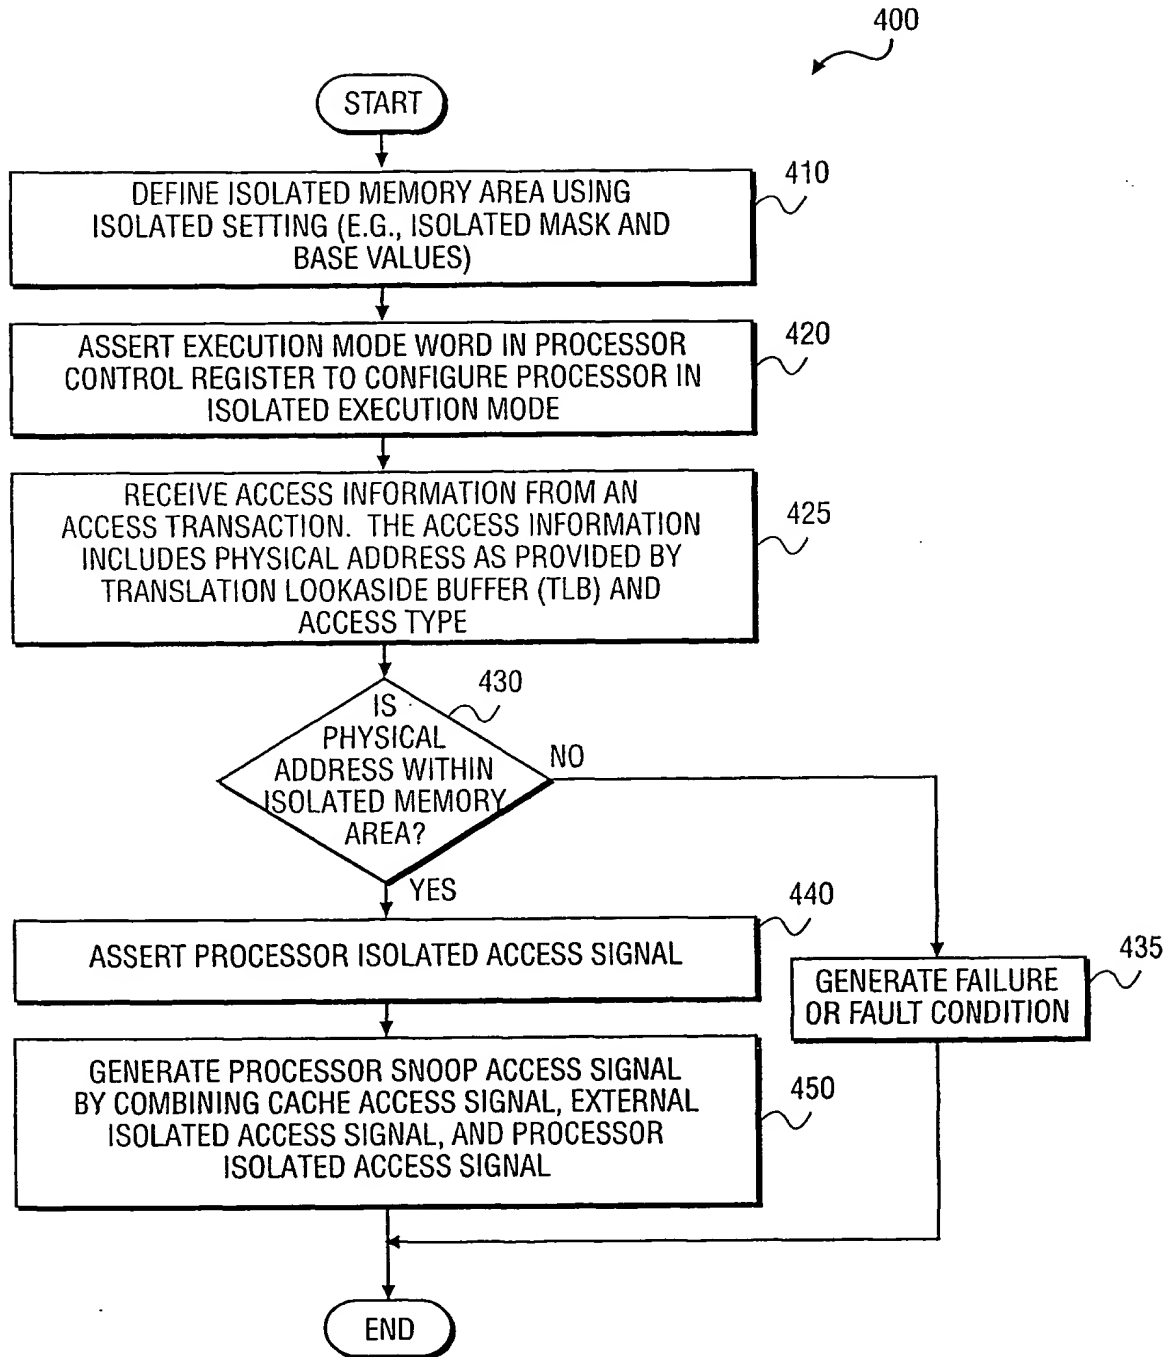 400
START
DEFINE ISOLATED MEMORY AREA USING
ISOLATED SETTING (E.G., ISOLATED MASK AND
BASE VALUES)
410
ASSERT EXECUTION MODE WORD IN PROCESSOR
CONTROL REGISTER TO CONFIGURE PROCESSOR IN
ISOLATED EXECUTION MODE
420
RECEIVE ACCESS INFORMATION FROM AN
ACCESS TRANSACTION. THE ACCESS INFORMATION
INCLUDES PHYSICAL ADDRESS AS PROVIDED BY
TRANSLATION LOOKASIDE BUFFER (TLB) AND
ACCESS TYPE
425
IS
PHYSICAL
ADDRESS WITHIN
ISOLATED MEMORY
AREA?
430
NO
YES
ASSERT PROCESSOR ISOLATED ACCESS SIGNAL
440
GENERATE FAILURE
OR FAULT CONDITION
435
GENERATE PROCESSOR SNOOP ACCESS SIGNAL
BY COMBINING CACHE ACCESS SIGNAL, EXTERNAL
ISOLATED ACCESS SIGNAL, AND PROCESSOR
ISOLATED ACCESS SIGNAL
450
END